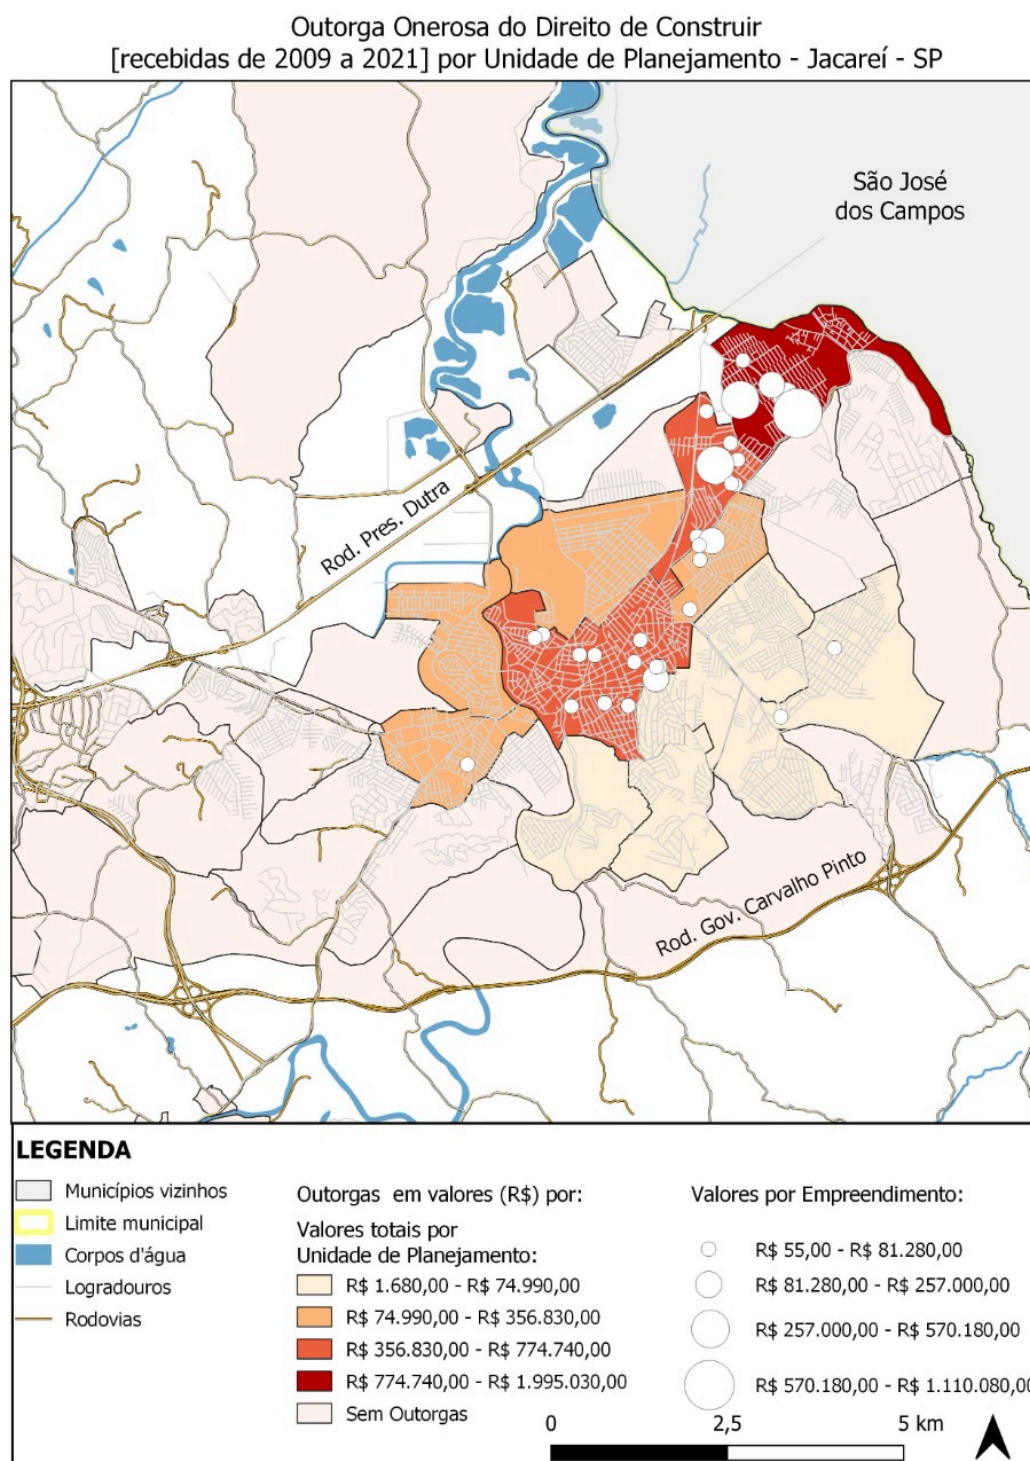 Outorga Onerosa do Direito de Construir
[recebidas de 2009 a 2021] por Unidade de Planejamento - Jacareí - SP
São José
dos Campos
Rod. Pres. Dutra
Rod. Gov. Carvalho Pinto
LEGENDA
Municípios vizinhos
Limite municipal
Corpos d'água
Logradouros
Rodovias
Outorgas em valores (R$) por:
Valores totais por
Unidade de Planejamento:
R$ 1.680,00 - R$ 74.990,00
R$ 74.990,00 - R$ 356.830,00
R$ 356.830,00 - R$ 774.740,00
R$ 774.740,00 - R$ 1.995.030,00
Sem Outorgas
Valores por Empreendimento:
R$ 55,00 - R$ 81.280,00
R$ 81.280,00 - R$ 257.000,00
R$ 257.000,00 - R$ 570.180,00
R$ 570.180,00 - R$ 1.110.080,00
0 2,5 5 km